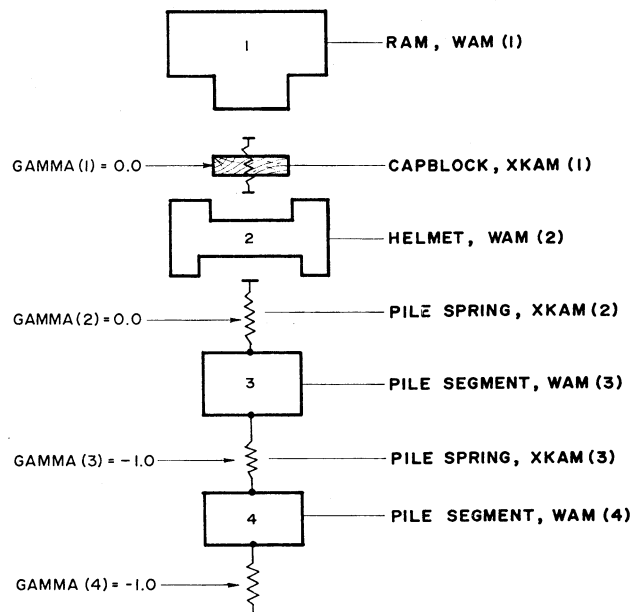 1
RAM, WAM (1)
GAMMA (1) = 0.0
CAPBLOCK, XKAM (1)
2
HELMET, WAM (2)
GAMMA (2) = 0.0
PILE SPRING, XKAM (2)
3
PILE SEGMENT, WAM (3)
GAMMA (3) = -1.0
PILE SPRING, XKAM (3)
4
PILE SEGMENT, WAM (4)
GAMMA (4) = -1.0